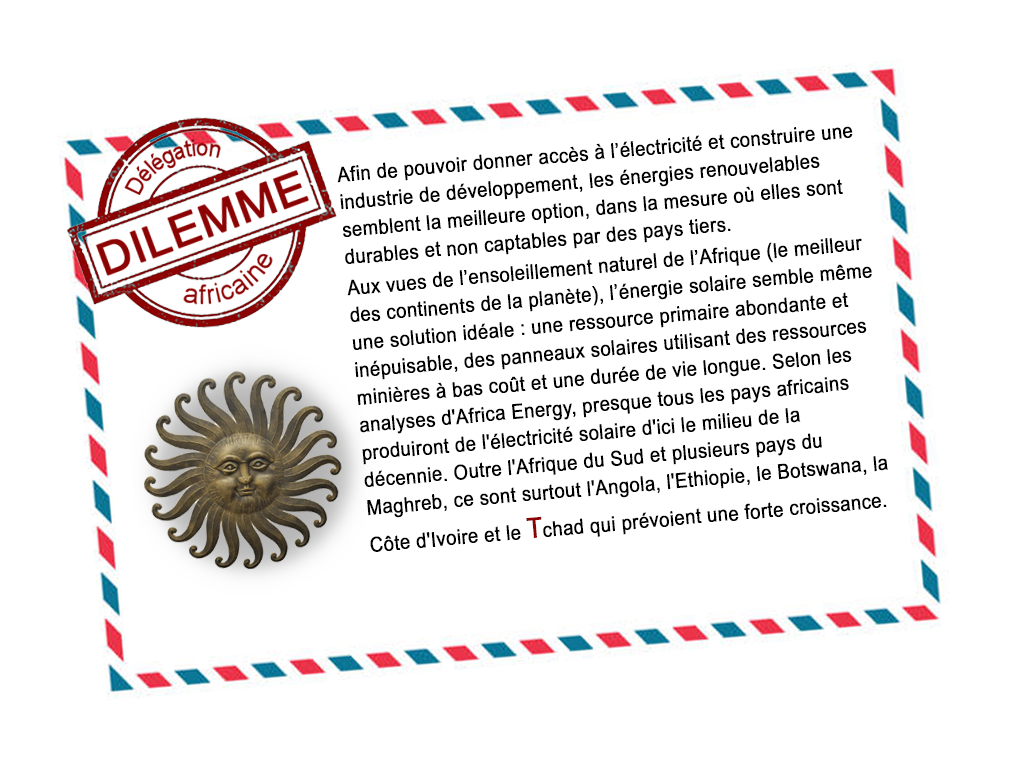 Délégation
DILEMME
africaine
Afin de pouvoir donner accès à l’électricité et construire une
industrie de développement, les énergies renouvelables
semblent la meilleure option, dans la mesure où elles sont
durables et non captables par des pays tiers.
Aux vues de l’ensoleillement naturel de l’Afrique (le meilleur
des continents de la planète), l’énergie solaire semble même
une solution idéale : une ressource primaire abondante et
inépuisable, des panneaux solaires utilisant des ressources
minières à bas coût et une durée de vie longue. Selon les
analyses d'Africa Energy, presque tous les pays africains
produiront de l'électricité solaire d'ici le milieu de la
décennie. Outre l'Afrique du Sud et plusieurs pays du
Maghreb, ce sont surtout l'Angola, l'Ethiopie, le Botswana, la
Côte d'Ivoire et le Tchad qui prévoient une forte croissance.